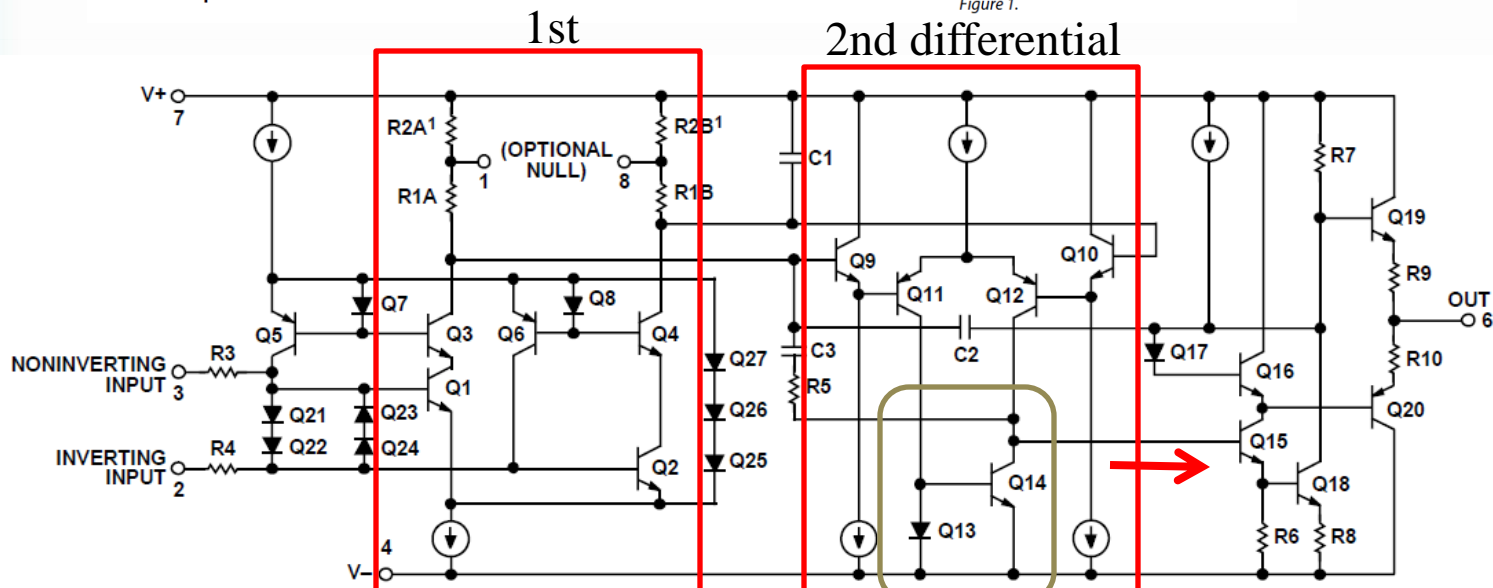 Figure 1.
1st
2nd differential
V+
7
R2A1
R2B1
(OPTIONAL
NULL)
1
8
C1
R7
R1A
R1B
Q19
Q9
Q10
R9
Q7
Q8
Q11
Q12
OUT
6
Q5
Q3
Q6
Q4
C2
Q17
R10
R3
NONINVERTING
INPUT
3
Q27
C3
Q16
Q1
R5
Q21
Q23
Q26
Q20
INVERTING
INPUT
2
R4
Q22
Q24
Q15
Q2
Q25
Q14
Q18
4
Q13
R6
R8
V–